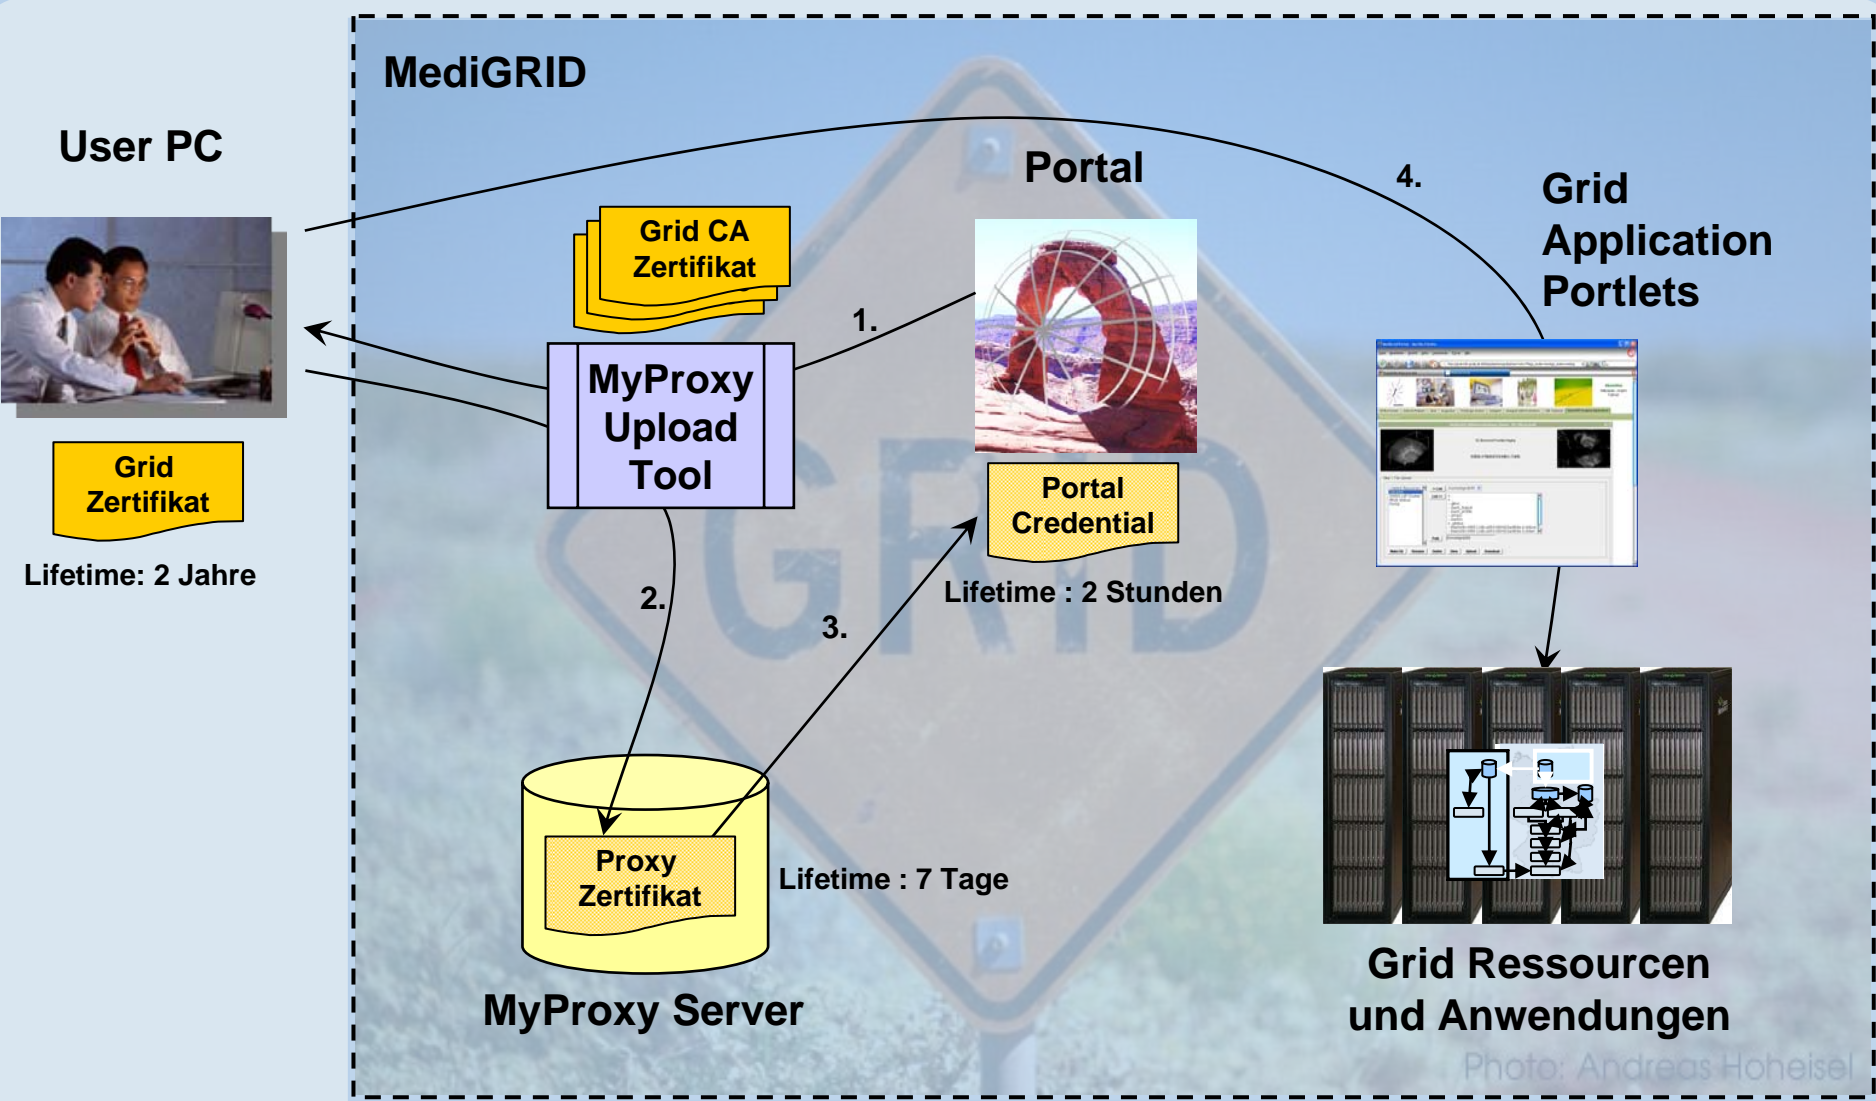 MediGRID
User PC
Portal
4.
Grid
Application
Portlets
Grid CA
Zertifikat
1.
MyProxy
Upload
Tool
Grid
Zertifikat
Portal
Credential
Lifetime: 2 Jahre
Lifetime : 2 Stunden
2.
3.
GRID
Proxy
Zertifikat
Lifetime : 7 Tage
MyProxy Server
Grid Ressourcen
und Anwendungen
Photo: Andreas Hoheisel